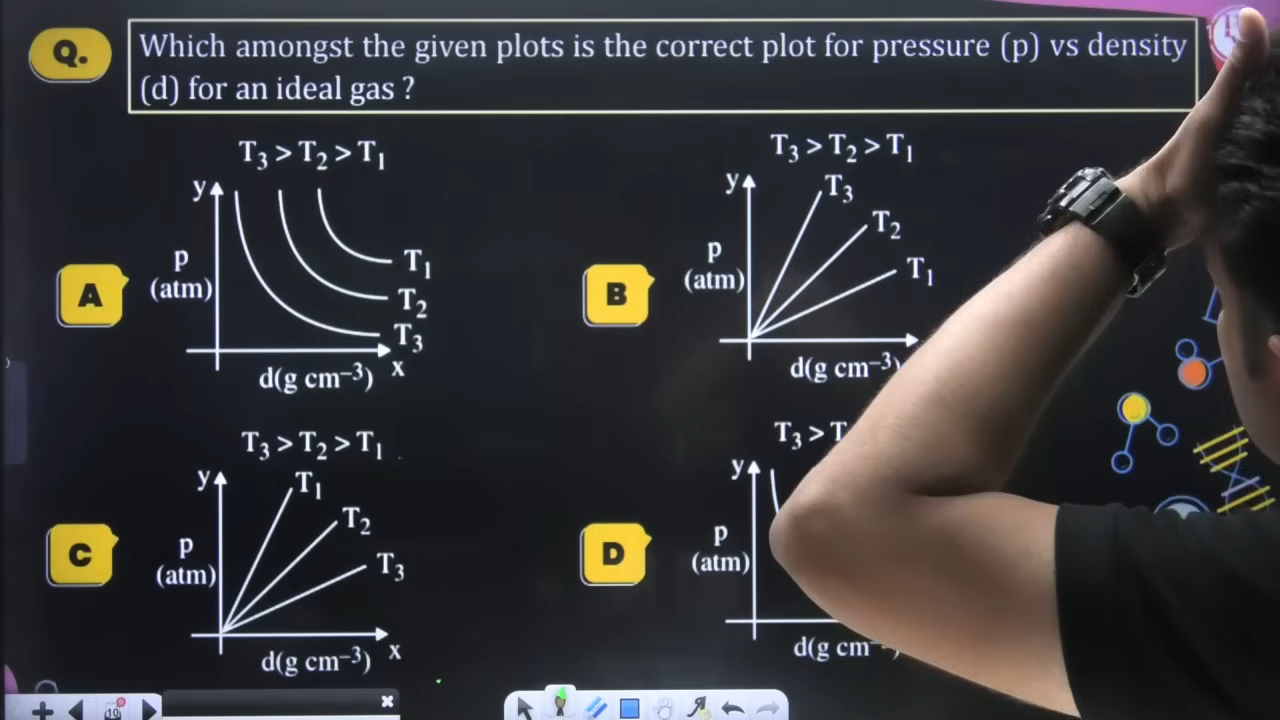 Q.
Which amongst the given plots is the correct plot for pressure (p) vs density
(d) for an ideal gas ?
A
T₃ > T₂ > T₁
y
p
(atm)
T₁
T₂
T₃
d(g cm⁻³)
x
B
T₃ > T₂ > T₁
y
p
(atm)
T₃
T₂
T₁
d(g cm⁻³)
C
T₃ > T₂ > T₁
y
p
(atm)
T₁
T₂
T₃
d(g cm⁻³)
x
D
T₃ > T
y
p
(atm)
d(g cm